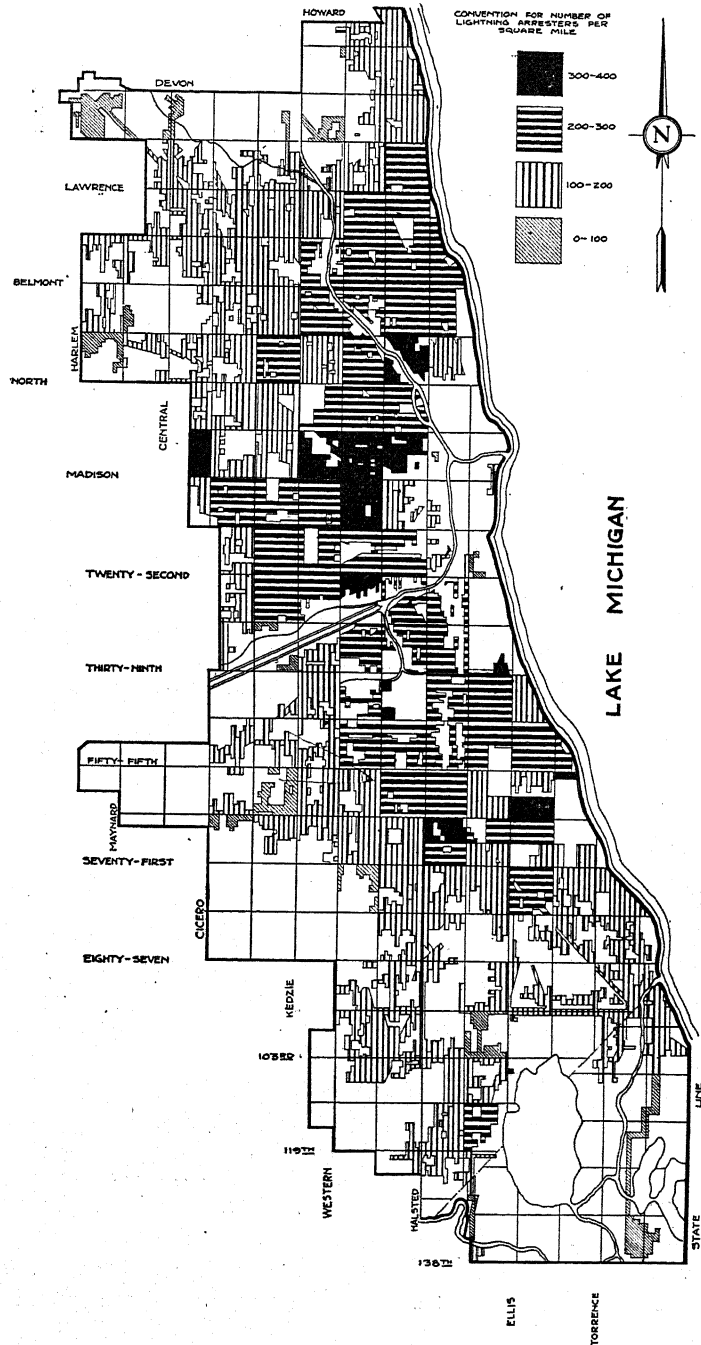 HOWARD
CONVENTION FOR NUMBER OF
LIGHTNING ARRESTERS PER
SQUARE MILE
300-400
200-300
100-200
0-100
N
DEVON
LAWRENCE
BELMONT
HARLEM
NORTH
CENTRAL
MADISON
TWENTY-SECOND
LAKE MICHIGAN
THIRTY-NINTH
FIFTY-FIFTH
MAYNARD
SEVENTY-FIRST
CICERO
EIGHTY-SEVEN
KEDZIE
103RD
119TH
WESTERN
HALSTED
138TH
STATE LINE
ELLIS
TORRENCE